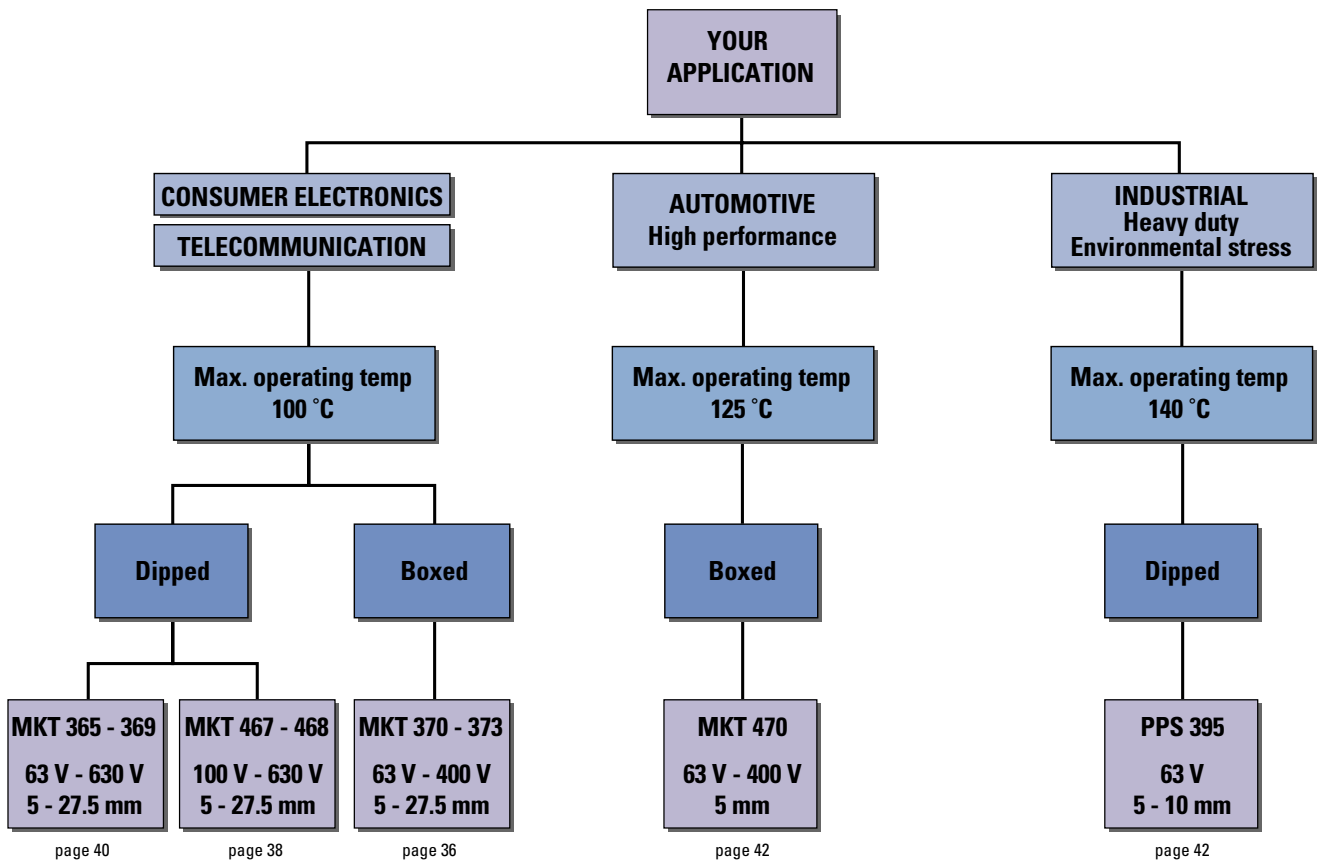 YOUR
APPLICATION
CONSUMER ELECTRONICS
TELECOMMUNICATION
AUTOMOTIVE
High performance
INDUSTRIAL
Heavy duty
Environmental stress
Max. operating temp
100 ˚C
Max. operating temp
125 ˚C
Max. operating temp
140 ˚C
Dipped
Boxed
Boxed
Dipped
MKT 365 - 369
63 V - 630 V
5 - 27.5 mm
page 40
MKT 467 - 468
100 V - 630 V
5 - 27.5 mm
page 38
MKT 370 - 373
63 V - 400 V
5 - 27.5 mm
page 36
MKT 470
63 V - 400 V
5 mm
page 42
PPS 395
63 V
5 - 10 mm
page 42